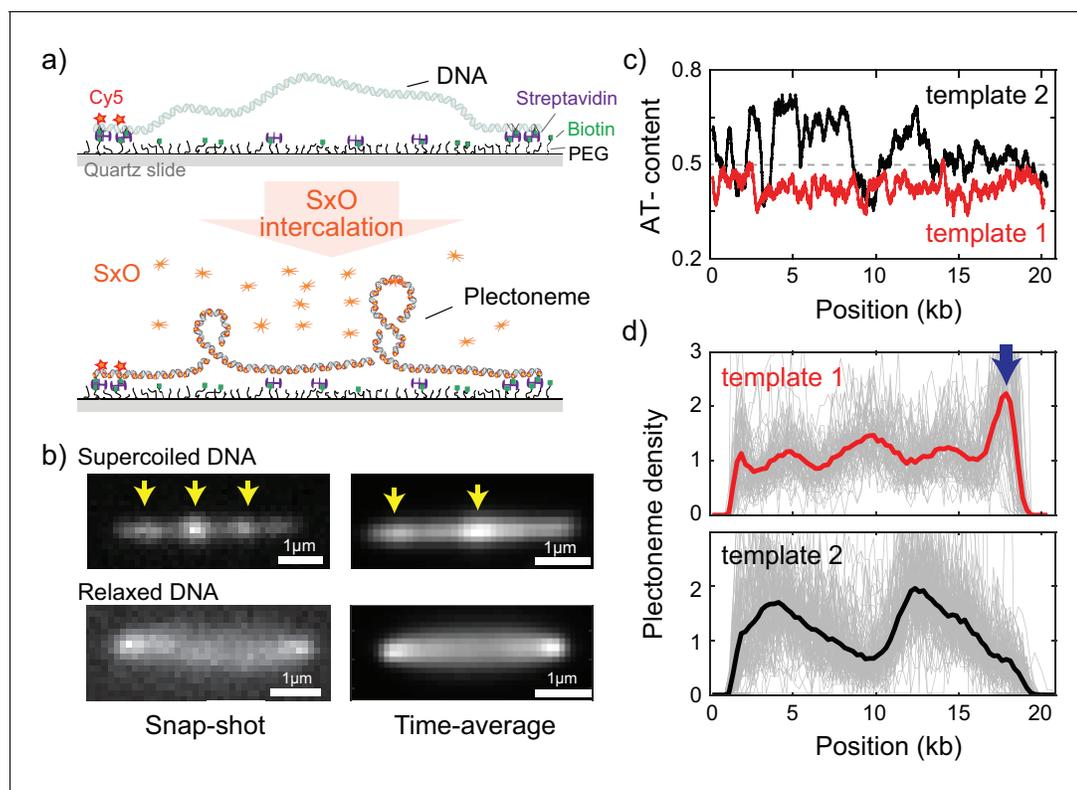 a)
DNA
Cy5
Streptavidin
Biotin
PEG
Quartz slide
SxO
intercalation
SxO
Plectoneme
b)
Supercoiled DNA
1μm
1μm
Relaxed DNA
1μm
1μm
Snap-shot
Time-average
c)
0.8
0.5
0.2
AT- content
template 2
template 1
0
5
10
15
20
Position (kb)
d)
3
2
1
0
template 1
Plectoneme density
2
1
0
template 2
0
5
10
15
20
Position (kb)